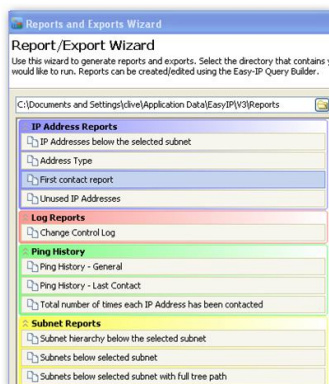 Reports and Exports Wizard
Report/Export Wizard
Use this wizard to generate reports and exports. Select the directory that contains
would like to run. Reports can be created/edited using the Easy-IP Query Builder.
C:\Documents and Settings\clive\Application Data\EasyIP\V3\Reports
IP Address Reports
IP Addresses below the selected subnet
Address Type
First contact report
Unused IP Addresses
Log Reports
Change Control Log
Ping History
Ping History - General
Ping History - Last Contact
Total number of times each IP Address has been contacted
Subnet Reports
Subnet hierarchy below the selected subnet
Subnets below selected subnet
Subnets below selected subnet with full tree path